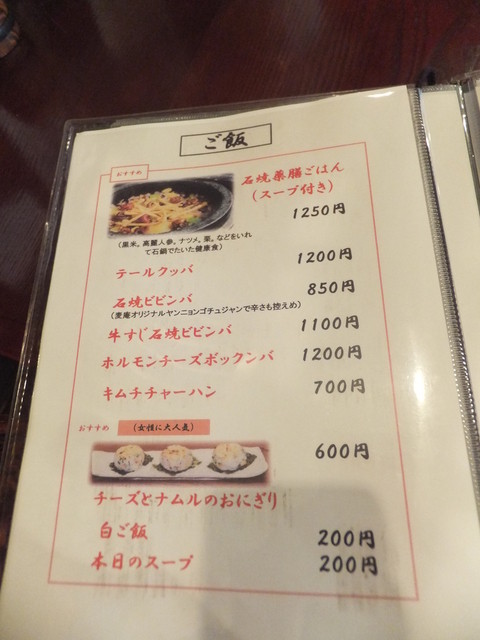 ご飯
おすすめ
石焼薬膳ごはん
(スープ付き)
1250円
(黒米。高麗人参。ナツメ。栗。などをいれ
て石鍋でたいた健康食)
テールクッパ 1200円
石焼ビビンバ 850円
(麦庵オリジナルヤンニョンゴチュジャンで辛さも控えめ)
牛すじ石焼ビビンバ 1100円
ホルモンチーズポックンパ 1200円
キムチチャーハン 700円
おすすめ (女性に大人気)
600円
チーズとナムルのおにぎり
白ご飯 200円
本日のスープ 200円